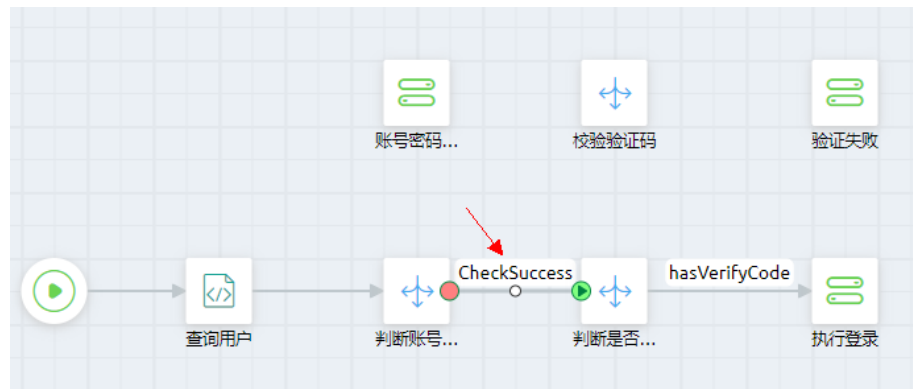 账号密码...
校验验证码
验证失败
CheckSuccess
hasVerifyCode
查询用户
判断账号...
判断是否...
执行登录